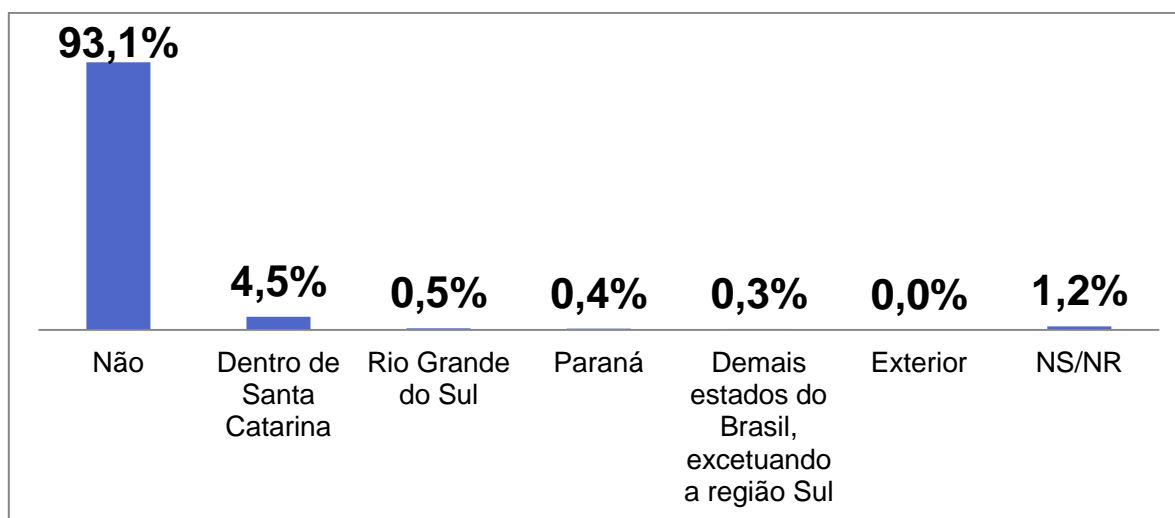 93,1%
4,5%
0,5%
0,4%
0,3%
0,0%
1,2%
Não
Dentro de
Santa
Catarina
Rio Grande
do Sul
Paraná
Demais
estados do
Brasil,
excetuando
a região Sul
Exterior
NS/NR